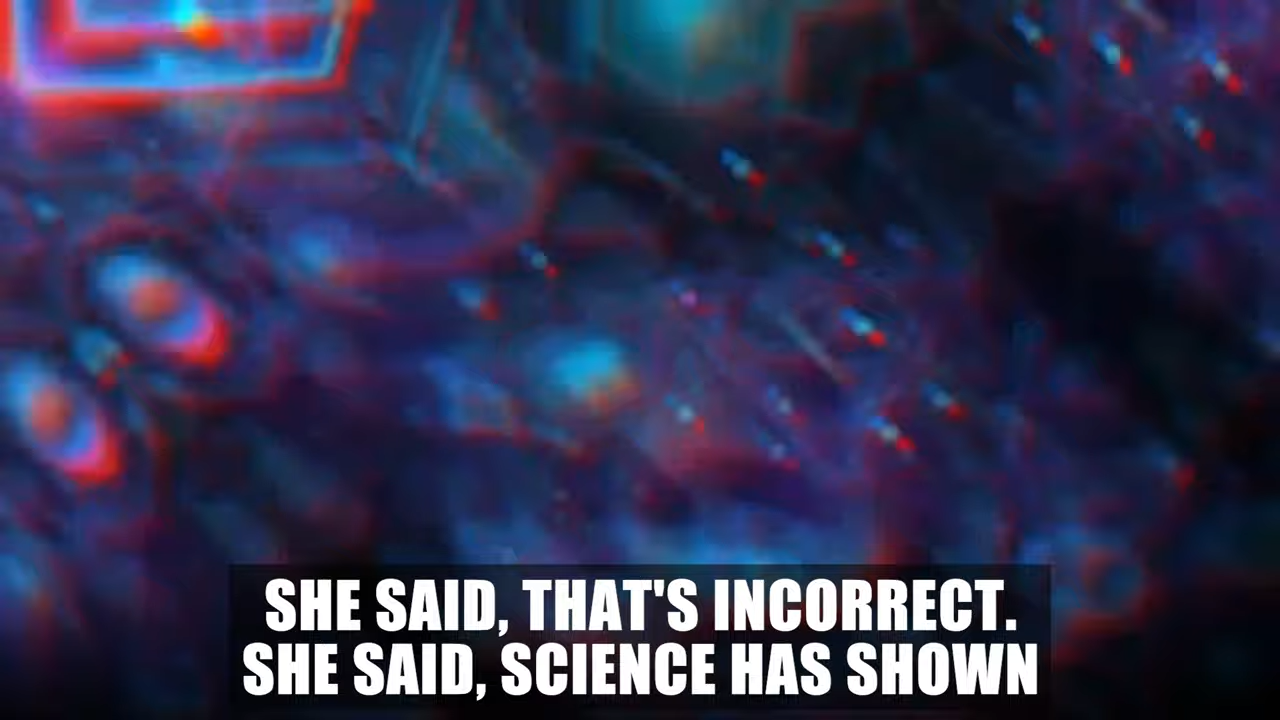 SHE SAID, THAT'S INCORRECT.
SHE SAID, SCIENCE HAS SHOWN